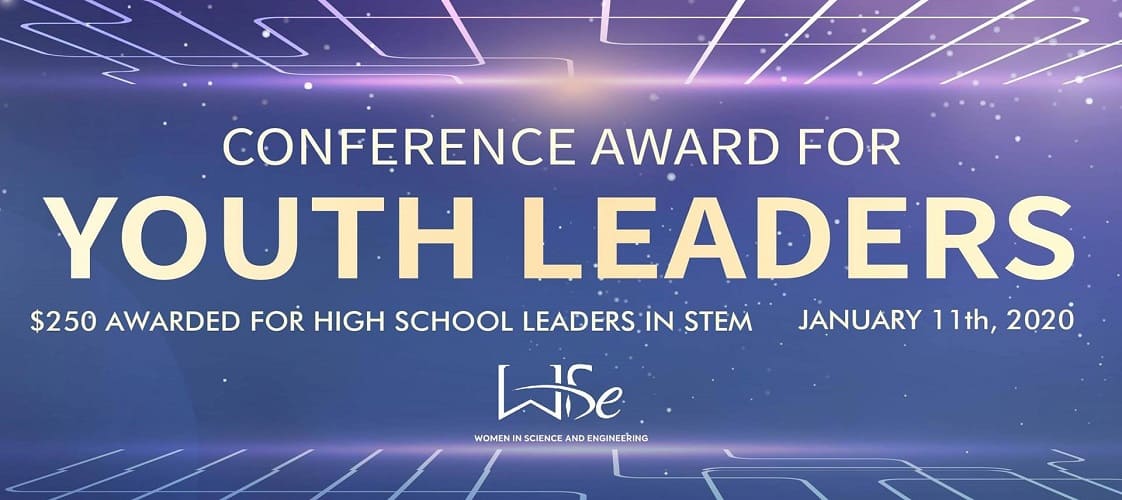 CONFERENCE AWARD FOR
YOUTH LEADERS
$250 AWARDED FOR HIGH SCHOOL LEADERS IN STEM JANUARY 11th, 2020
WISe
WOMEN IN SCIENCE AND ENGINEERING